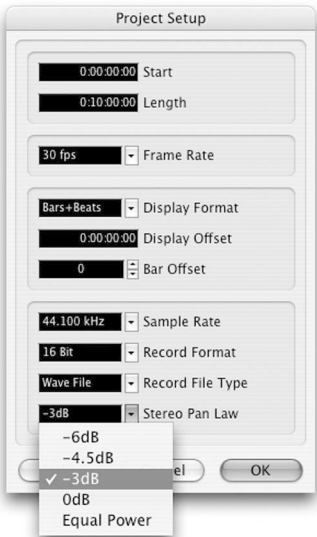 Project Setup
0:00:00:00 Start
0:10:00:00 Length
30 fps Frame Rate
Bars+Beats Display Format
0:00:00:00 Display Offset
0 Bar Offset
44.100 kHz Sample Rate
16 Bit Record Format
Wave File Record File Type
-3dB Stereo Pan Law
-6dB
-4.5dB
✓ -3dB
0dB
Equal Power
OK